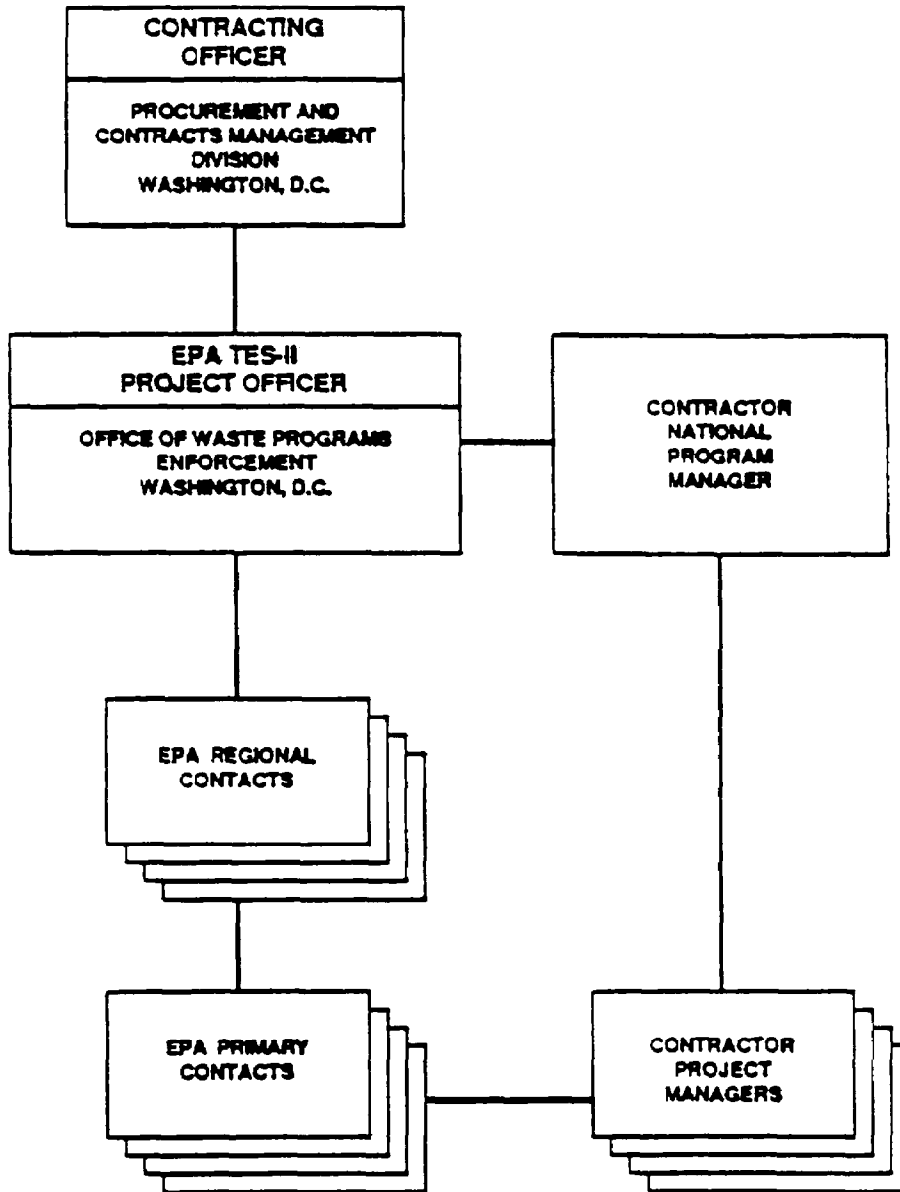 CONTRACTING
OFFICER
PROCUREMENT AND
CONTRACTS MANAGEMENT
DIVISION
WASHINGTON, D.C.
EPA TES-II
PROJECT OFFICER
OFFICE OF WASTE PROGRAMS
ENFORCEMENT
WASHINGTON, D.C.
CONTRACTOR
NATIONAL
PROGRAM
MANAGER
EPA REGIONAL
CONTACTS
EPA PRIMARY
CONTACTS
CONTRACTOR
PROJECT
MANAGERS